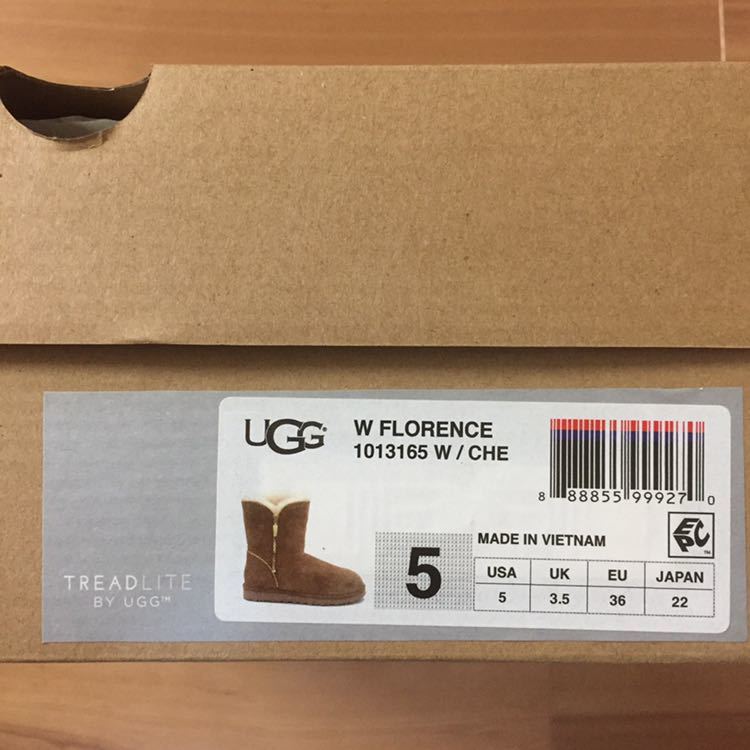 UGG®
W FLORENCE
1013165 W / CHE
8 88855 99927 0
TREADLITE
BY UGG™
5
MADE IN VIETNAM
EPC™
USA UK EU JAPAN
5 3.5 36 22